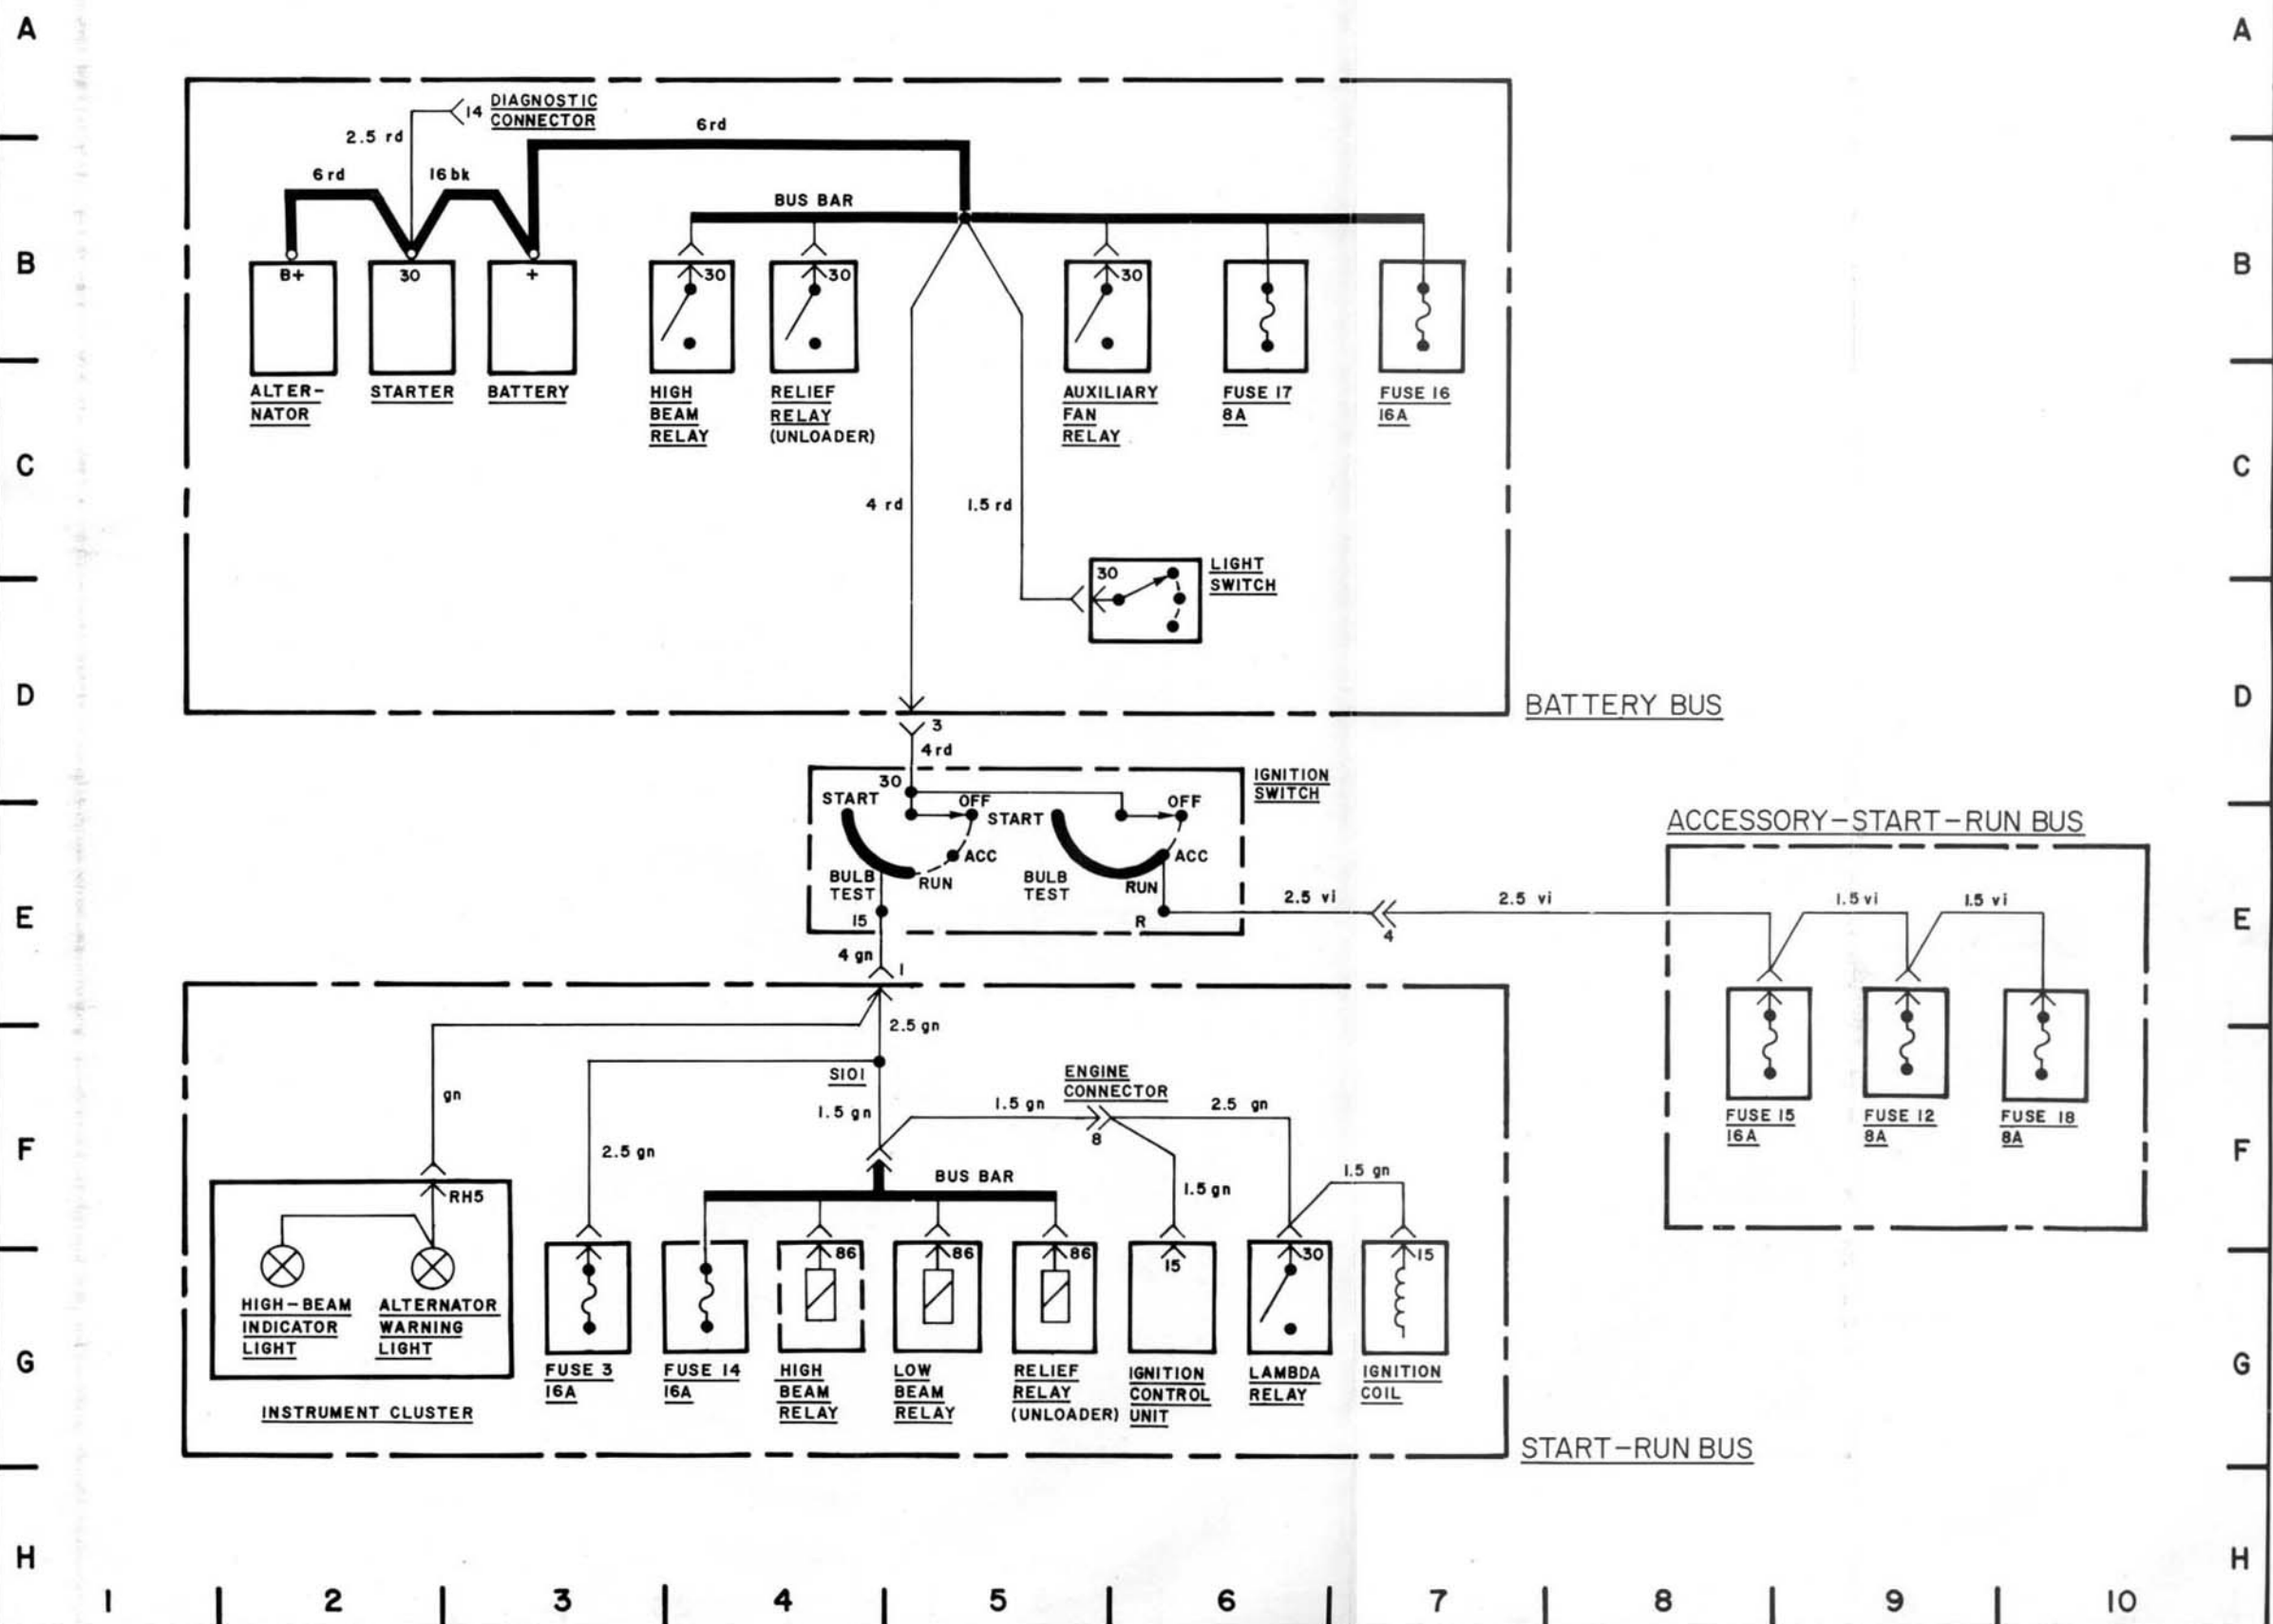 A
A
DIAGNOSTIC
14
CONNECTOR
2.5 rd
6rd
6 rd
16 bk
BUS BAR
B
B
B+
30
+
30
30
30
ALTER-
NATOR
STARTER
BATTERY
HIGH
BEAM
RELAY
RELIEF
RELAY
(UNLOADER)
AUXILIARY
FAN
RELAY
FUSE 17
8A
FUSE 16
16A
C
C
4 rd
1.5 rd
30
LIGHT
SWITCH
D
D
BATTERY BUS
3
4rd
30
IGNITION
SWITCH
START
OFF
START
OFF
ACC
ACC
BULB
TEST
RUN
BULB
TEST
RUN
15
R
ACCESSORY-START-RUN BUS
E
E
2.5 vi
4
2.5 vi
1.5 vi
1.5 vi
4 gn
1
2.5 gn
S101
gn
1.5 gn
ENGINE
CONNECTOR
1.5 gn
8
2.5 gn
FUSE 15
16A
FUSE 12
8A
FUSE 18
8A
F
F
2.5 gn
BUS BAR
1.5 gn
1.5 gn
RH5
86
86
86
15
30
15
HIGH-BEAM
INDICATOR
LIGHT
ALTERNATOR
WARNING
LIGHT
INSTRUMENT CLUSTER
G
G
FUSE 3
16A
FUSE 14
16A
HIGH
BEAM
RELAY
LOW
BEAM
RELAY
RELIEF
RELAY
(UNLOADER)
IGNITION
CONTROL
UNIT
LAMBDA
RELAY
IGNITION
COIL
START-RUN BUS
H
H
1 2 3 4 5 6 7 8 9 10